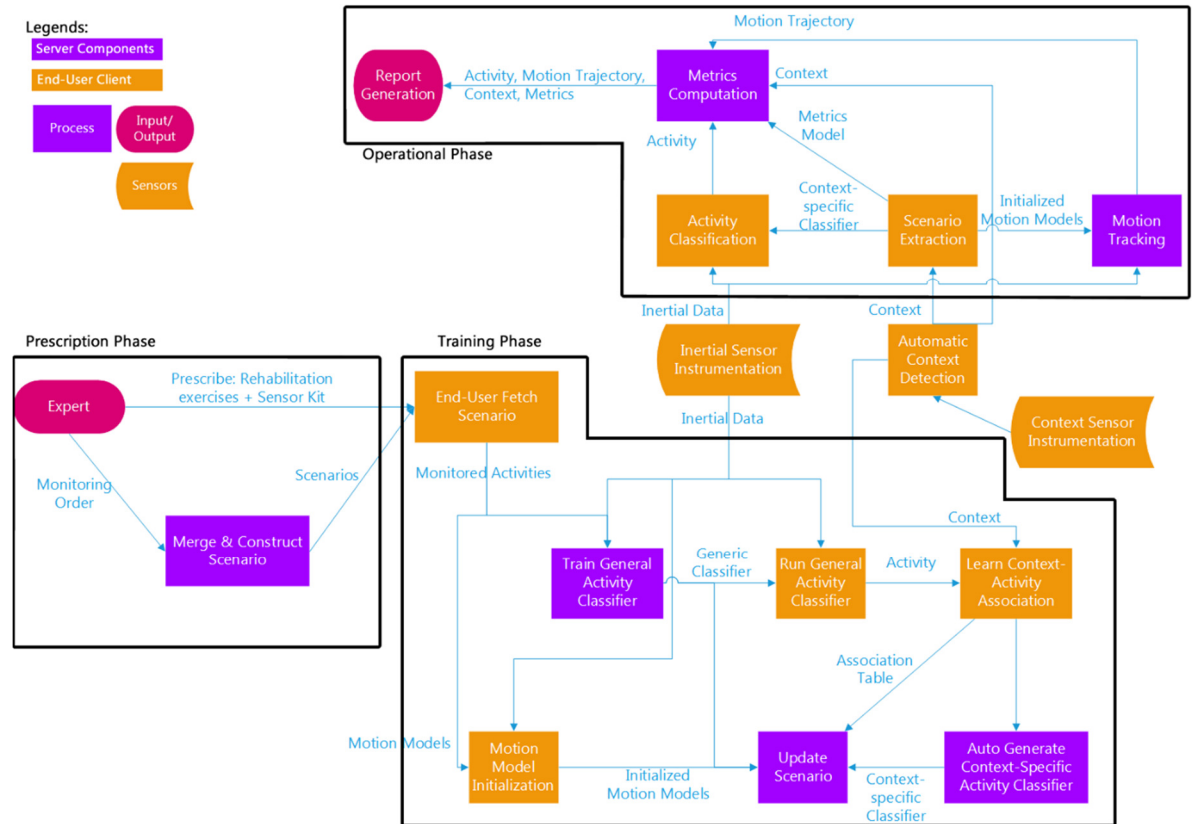 Legends:
Server Components
End-User Client
Process
Input/
Output
Sensors
Motion Trajectory
Report
Generation
Activity, Motion Trajectory,
Context, Metrics
Metrics
Computation
Context
Metrics
Model
Activity
Operational Phase
Context-
specific
Classifier
Activity
Classification
Scenario
Extraction
Initialized
Motion Models
Motion
Tracking
Inertial Data
Context
Prescription Phase
Training Phase
Inertial Sensor
Instrumentation
Automatic
Context
Detection
Expert
Prescribe: Rehabilitation
exercises + Sensor Kit
End-User Fetch
Scenario
Inertial Data
Context Sensor
Instrumentation
Monitoring
Order
Scenarios
Monitored Activities
Merge & Construct
Scenario
Context
Train General
Activity
Classifier
Generic
Classifier
Run General
Activity
Classifier
Activity
Learn Context-
Activity
Association
Association
Table
Motion Models
Motion
Model
Initialization
Initialized
Motion Models
Update
Scenario
Context-
specific
Classifier
Auto Generate
Context-Specific
Activity Classifier